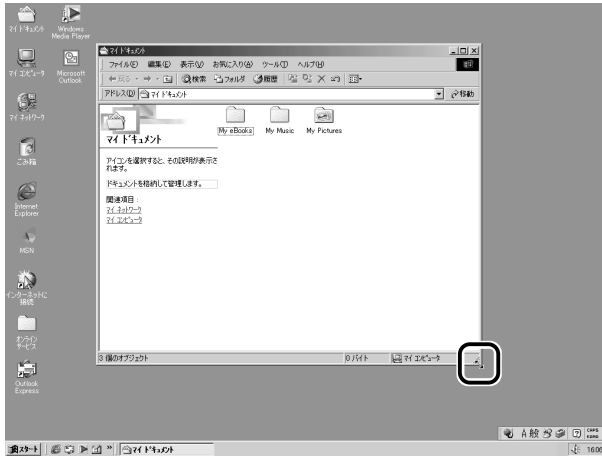 マイ ドキュメント
Windows
Media Player
マイ コンピュータ
Microsoft
Outlook
マイ ネットワーク
ごみ箱
Internet
Explorer
MSN
インターネットに
接続
オンライン
サービス
Outlook
Express
マイ ドキュメント
ファイル(F) 編集(E) 表示(V) お気に入り(A) ツール(T) ヘルプ(H)
戻る 検索 フォルダ 履歴
アドレス(D) マイ ドキュメント 移動
マイ ドキュメント
アイコンを選択すると、その説明が表示さ
れます。
ドキュメントを格納して管理します。
関連項目:
マイ ネットワーク
マイ コンピュータ
My eBooks My Music My Pictures
3 個のオブジェクト 0 バイト マイ コンピュータ
A 般 CAPS
KANA
スタート マイ ドキュメント 16:06